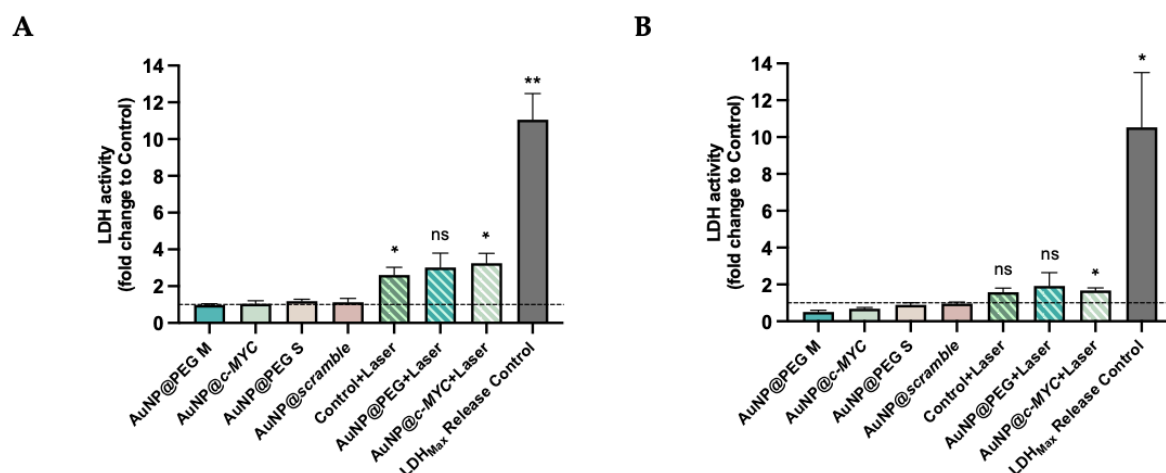 A
LDH activity
(fold change to Control)
14
12
10
8
6
4
2
0
*
ns
*
**
AuNP@PEG M
AuNP@c-MYC
AuNP@PEG S
AuNP@scramble
Control+Laser
AuNP@PEG+Laser
AuNP@c-MYC+Laser
LDHMax Release Control
B
LDH activity
(fold change to Control)
14
12
10
8
6
4
2
0
ns
ns
*
*
AuNP@PEG M
AuNP@c-MYC
AuNP@PEG S
AuNP@scramble
Control+Laser
AuNP@PEG+Laser
AuNP@c-MYC+Laser
LDHMax Release Control